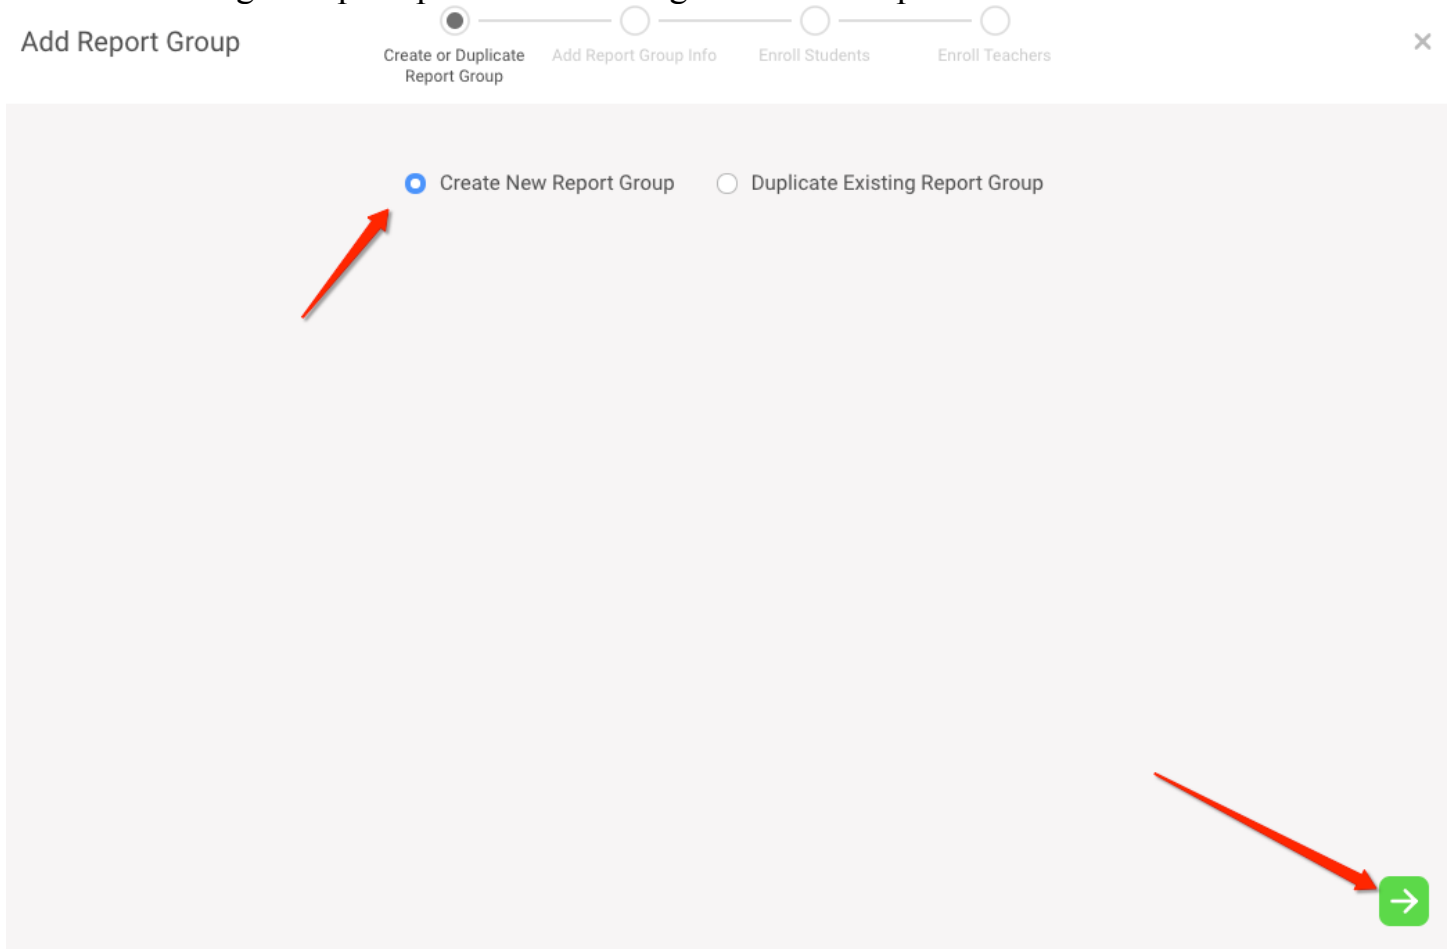 Add Report Group
Create or Duplicate
Report Group
Add Report Group Info
Enroll Students
Enroll Teachers
Create New Report Group
Duplicate Existing Report Group